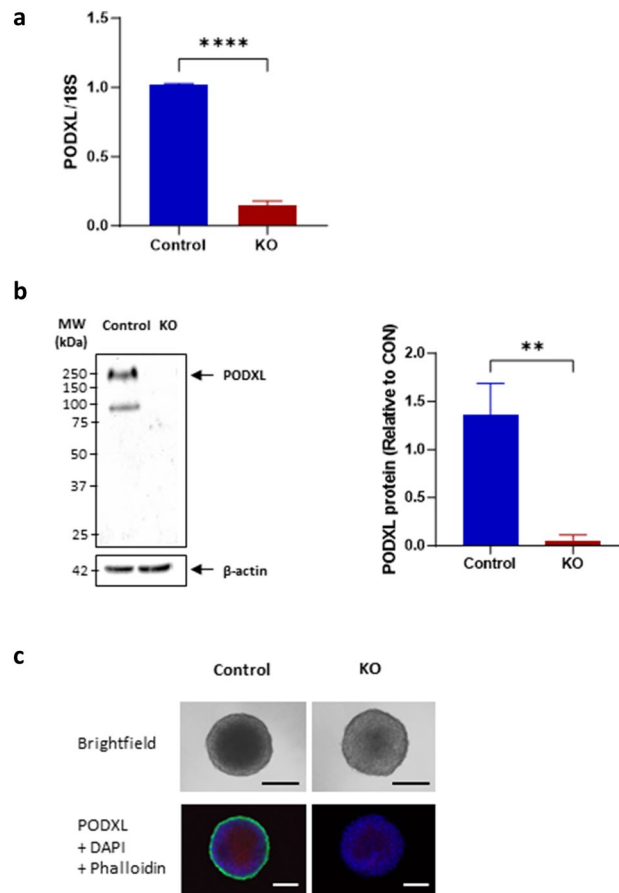 a
1.5
****
1.0
PODXL/18S
0.5
0.0
Control KO
b
MW (kDa) Control KO
250
150
100
75
50
37
25
42
PODXL
β-actin
**
2.0
1.5
1.0
0.5
0.0
PODXL protein (Relative to CON)
Control KO
c
Control KO
Brightfield
PODXL
+ DAPI
+ Phalloidin